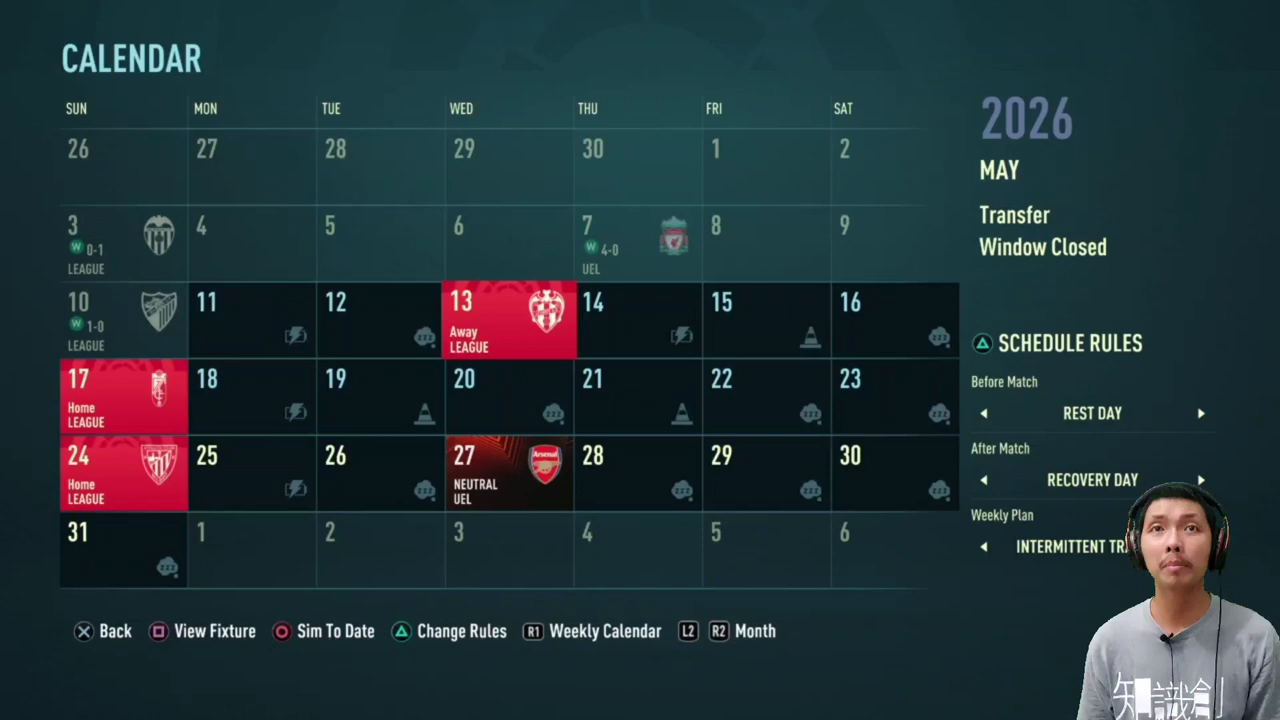 CALENDAR
SUN MON TUE WED THU FRI SAT
26 27 28 29 30 1 2
3 4 5 6 7 8 9
W 0-1 W 4-0
LEAGUE UEL
10 11 12 13 14 15 16
W 1-0 Away
LEAGUE LEAGUE
17 18 19 20 21 22 23
Home
LEAGUE
24 25 26 27 28 29 30
Arsenal
Home NEUTRAL
LEAGUE UEL
31 1 2 3 4 5 6
2026
MAY
Transfer
Window Closed
SCHEDULE RULES
Before Match
REST DAY
After Match
RECOVERY DAY
Weekly Plan
INTERMITTENT TR
Back View Fixture Sim To Date Change Rules R1 Weekly Calendar L2 R2 Month
知識創